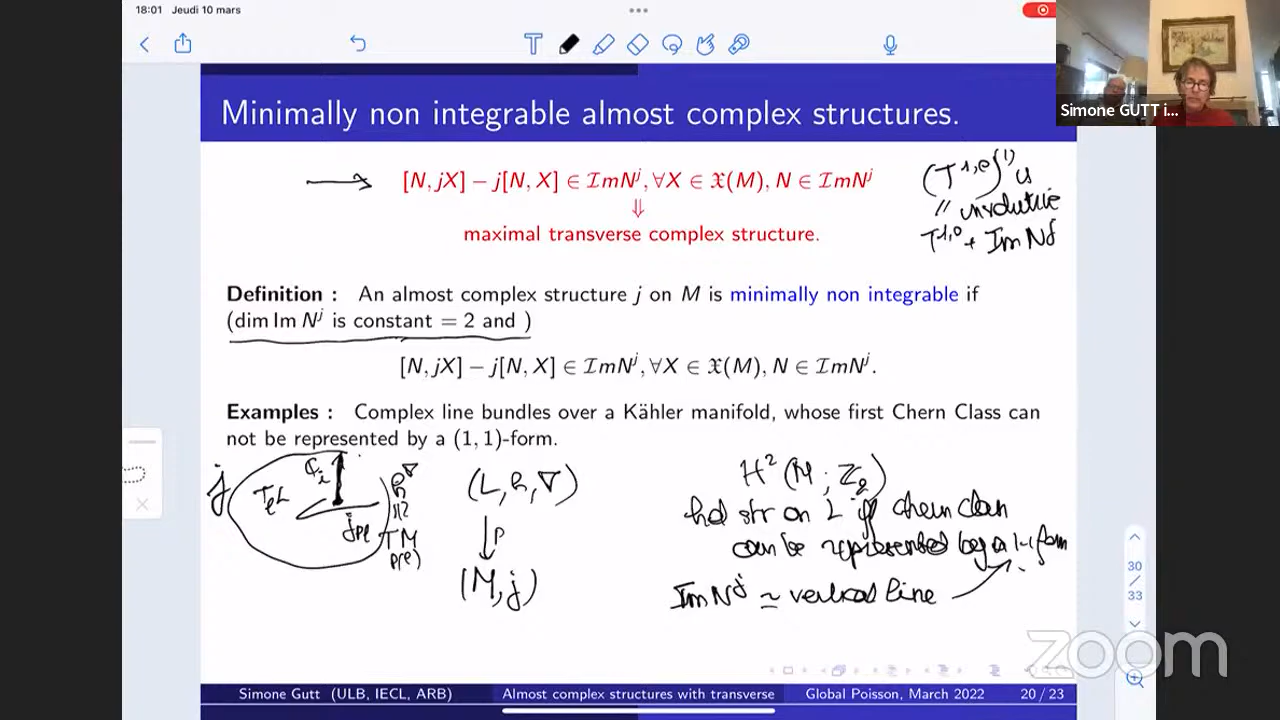 18:01 Jeudi 10 mars
Simone GUTT i...
Minimally non integrable almost complex structures.
[N, jX] − j[N, X] ∈ ImN^j, ∀X ∈ 𝔛(M), N ∈ ImN^j
⇓
maximal transverse complex structure.
(T^{1,0})^{(1)} is
// involutive
T^{1,0} + Im N^j
Definition : An almost complex structure j on M is minimally non integrable if
(dim Im N^j is constant = 2 and )
[N, jX] − j[N, X] ∈ ImN^j, ∀X ∈ 𝔛(M), N ∈ ImN^j.
Examples : Complex line bundles over a Kähler manifold, whose first Chern Class can
not be represented by a (1, 1)-form.
j
TM
p(e)
(L, h, ∇)
↓ p
(M, j)
H²(M ; ℤ₂)
hol str on L iff chern class
can be represented by a 1-1 form
Im N^j ≃ vertical line
30
/
33
zoom
Simone Gutt (ULB, IECL, ARB)
Almost complex structures with transverse
Global Poisson, March 2022
20 / 23